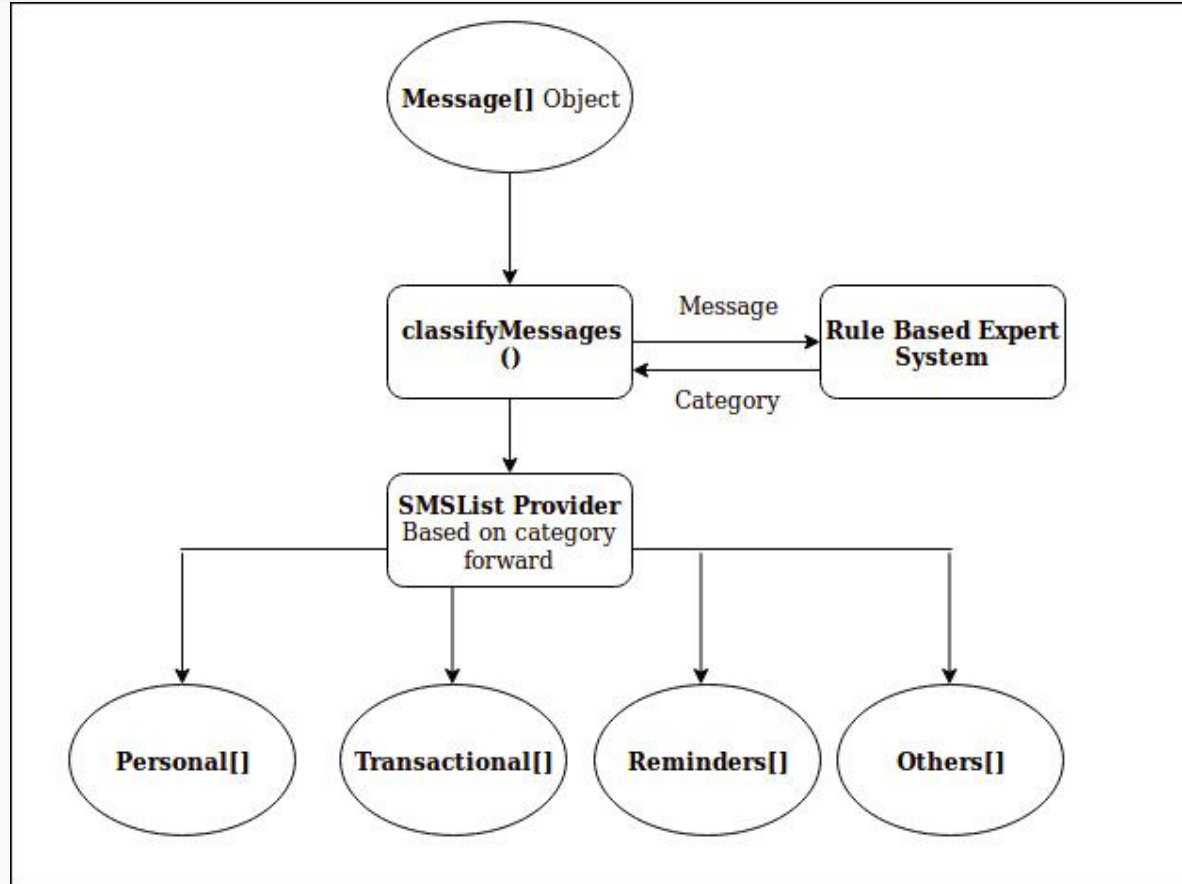 Message[] Object
classifyMessages
()
Message
Category
Rule Based Expert
System
SMSList Provider
Based on category
forward
Personal[]
Transactional[]
Reminders[]
Others[]